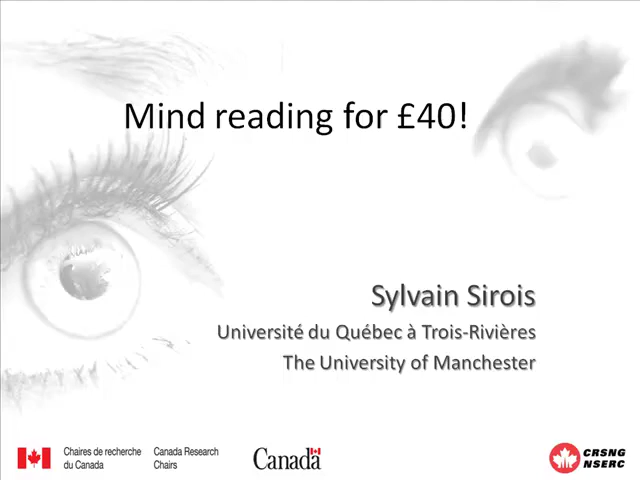 Mind reading for £40!
Sylvain Sirois
Université du Québec à Trois-Rivières
The University of Manchester
Chaires de recherche
du Canada
Canada Research
Chairs
Canada
CRSNG
NSERC